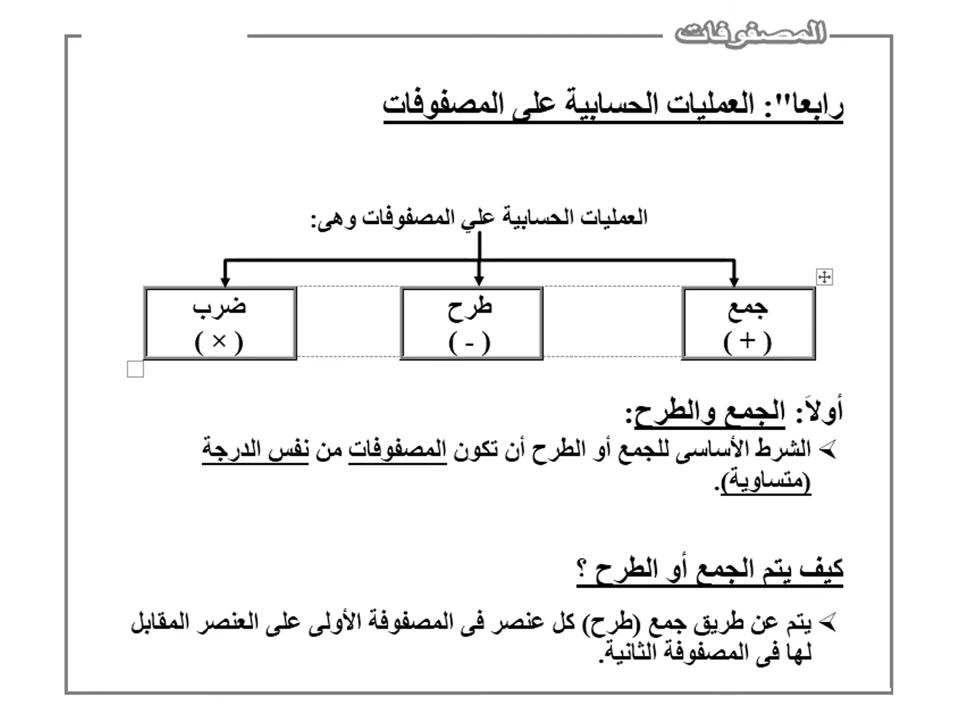 المصفوفات
رابعا": العمليات الحسابية على المصفوفات
العمليات الحسابية علي المصفوفات وهى:
جمع
( + )
طرح
( - )
ضرب
( × )
أولاَ: الجمع والطرح:
الشرط الأساسى للجمع أو الطرح أن تكون المصفوفات من نفس الدرجة
(متساوية).
كيف يتم الجمع أو الطرح ؟
يتم عن طريق جمع (طرح) كل عنصر فى المصفوفة الأولى على العنصر المقابل
لها فى المصفوفة الثانية.